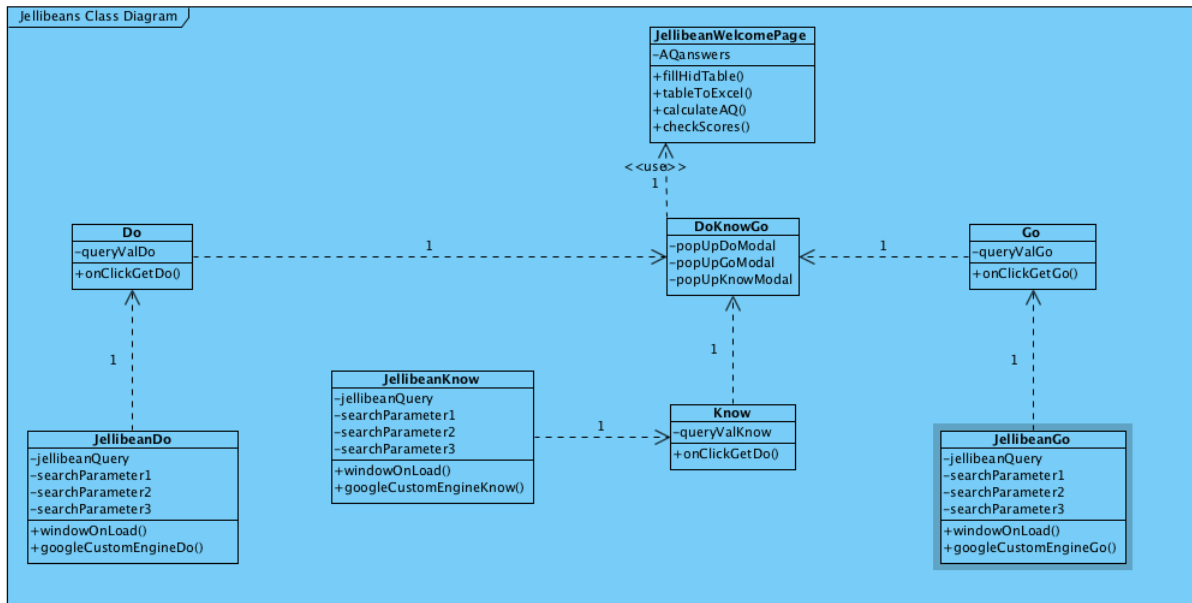 Jellibeans Class Diagram
JellibeanWelcomePage
-AQanswers
+fillHidTable()
+tableToExcel()
+calculateAQ()
+checkScores()
<<use>>
1
Do
-queryValDo
+onClickGetDo()
1
DoKnowGo
-popUpDoModal
-popUpGoModal
-popUpKnowModal
1
Go
-queryValGo
+onClickGetGo()
1
1
1
JellibeanKnow
-jellibeanQuery
-searchParameter1
-searchParameter2
-searchParameter3
+windowOnLoad()
+googleCustomEngineKnow()
1
Know
-queryValKnow
+onClickGetDo()
JellibeanDo
-jellibeanQuery
-searchParameter1
-searchParameter2
-searchParameter3
+windowOnLoad()
+googleCustomEngineDo()
JellibeanGo
-jellibeanQuery
-searchParameter1
-searchParameter2
-searchParameter3
+windowOnLoad()
+googleCustomEngineGo()